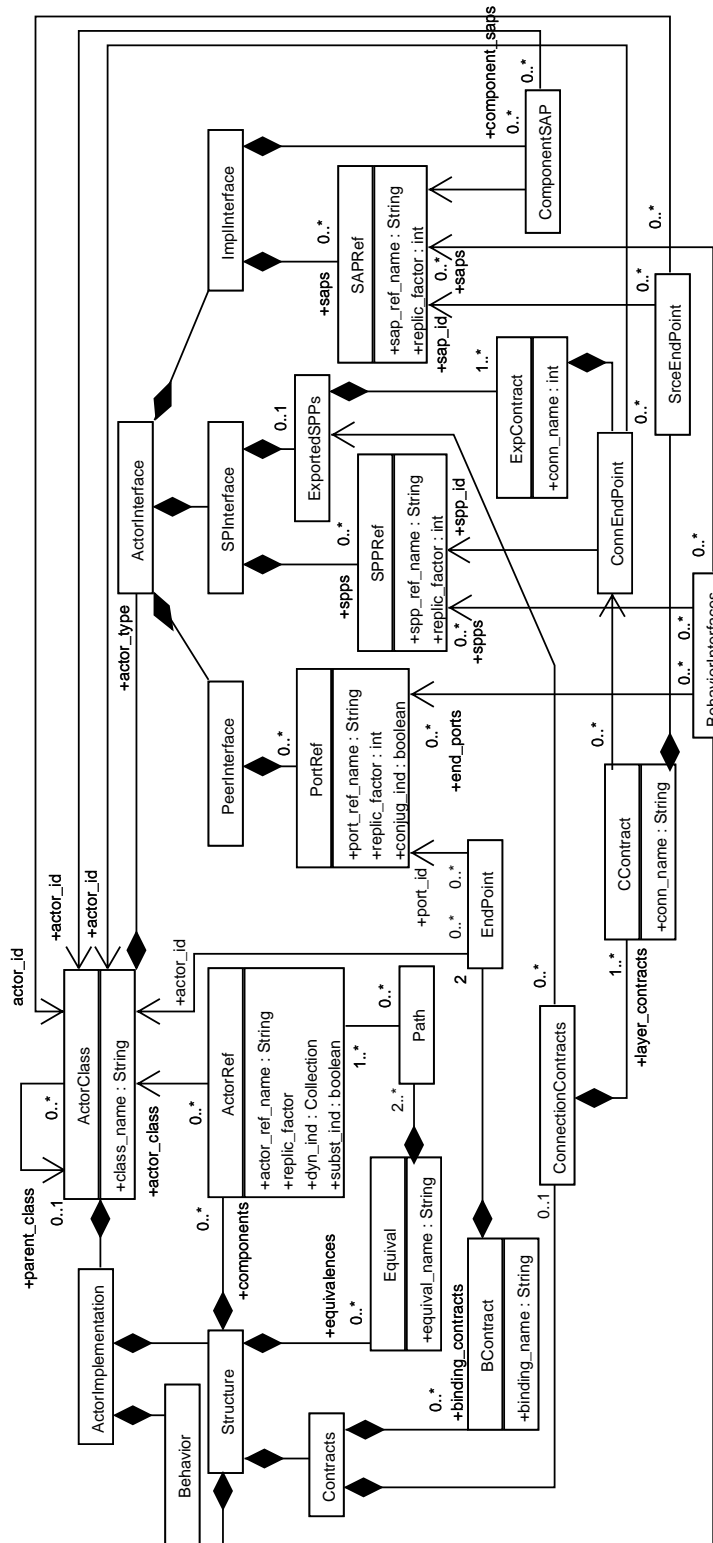 actor_id
+parent_class
0..1
0..*
+actor_id
ActorImplementation
ActorClass
+class_name : String
+actor_id
+actor_type
ActorInterface
+actor_class
Behavior
+actor_id
0..*
Structure
+components
0..*
ActorRef
+actor_ref_name : String
+replic_factor
+dyn_ind : Collection
+subst_ind : boolean
PeerInterface
SPInterface
ImplInterface
0..*
0..*
0..1
0..*
+spps
+saps
Contracts
PortRef
+port_ref_name : String
+replic_factor : int
+conjug_ind : boolean
ExportedSPPs
+equivalences
0..*
1..*
0..*
SPPRef
+spp_ref_name : String
+replic_factor : int
SAPRef
+sap_ref_name : String
+replic_factor : int
Equival
+equival_name : String
2..*
Path
+port_id
0..*
+end_ports
0..*
0..*
+sap_id
0..*
+saps
0..*
+binding_contracts
2
0..*
0..*
0..*
+spps
+spp_id
1..*
+component_saps
0..*
0..*
BContract
+binding_name : String
EndPoint
ExpContract
+conn_name : int
ComponentSAP
0..1
0..*
ConnectionContracts
0..*
ConnEndPoint
1..*
+layer_contracts
CContract
+conn_name : String
0..*
0..*
0..*
SrceEndPoint
0..*
0..*
0..*
0..*
BehaviorInterfaces